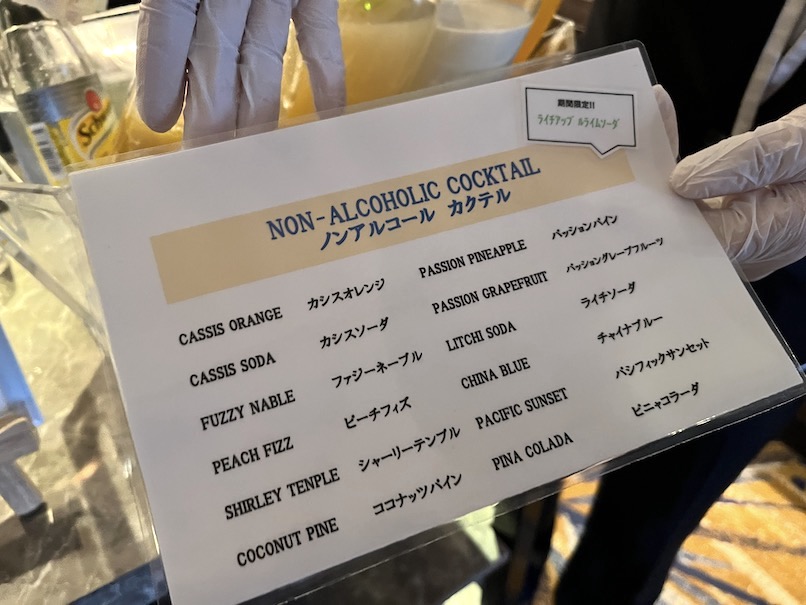 期間限定!!
ライチアップ ルライムソーダ
NON-ALCOHOLIC COCKTAIL
ノンアルコール カクテル
CASSIS ORANGE カシスオレンジ
CASSIS SODA カシスソーダ
FUZZY NABLE ファジーネーブル
PEACH FIZZ ピーチフィズ
SHIRLEY TENPLE シャーリーテンプル
COCONUT PINE ココナッツパイン
PASSION PINEAPPLE パッションパイン
PASSION GRAPEFRUIT パッショングレープフルーツ
LITCHI SODA ライチソーダ
CHINA BLUE チャイナブルー
PACIFIC SUNSET パシフィックサンセット
PINA COLADA ピニャコラーダ